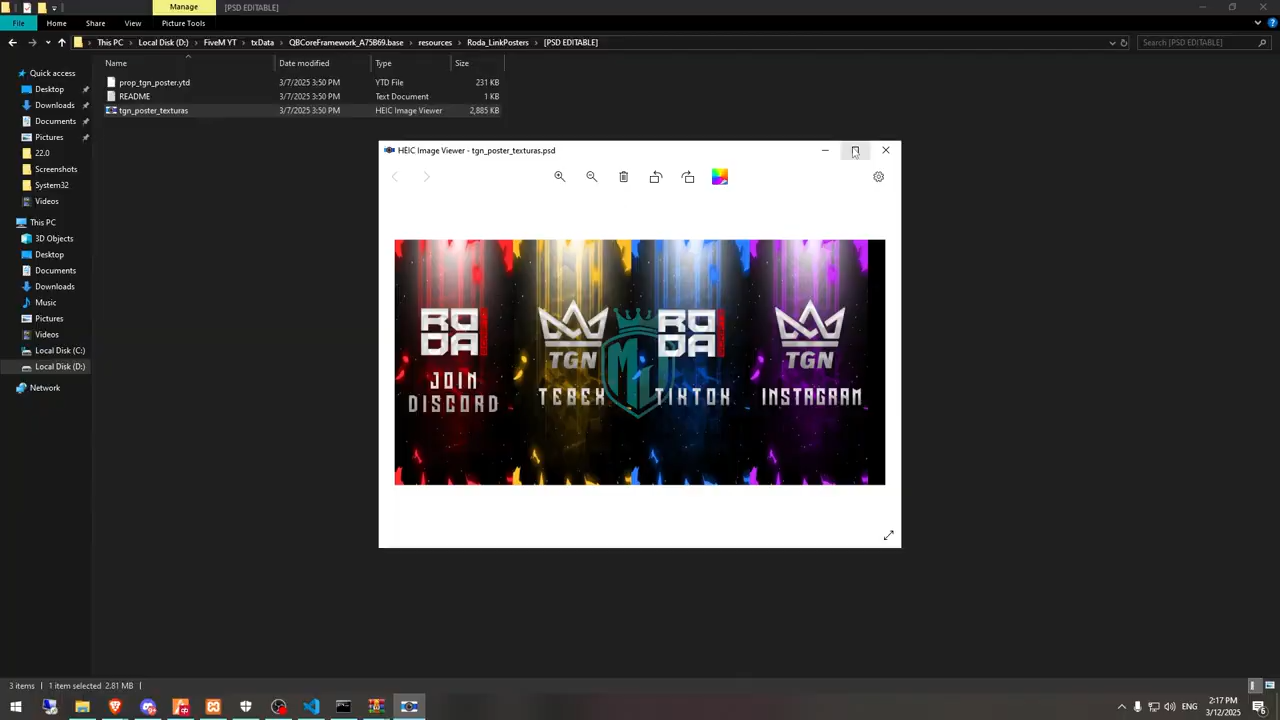 Manage
[PSD EDITABLE]
File
Home
Share
View
Picture Tools
This PC
Local Disk (D:)
FiveM YT
txData
QBCoreFramework_A75B69.base
resources
Roda_LinkPosters
[PSD EDITABLE]
Search [PSD EDITABLE]
Name
Date modified
Type
Size
prop_tgn_poster.ytd
3/7/2025 3:50 PM
YTD File
231 KB
README
3/7/2025 3:50 PM
Text Document
1 KB
tgn_poster_texturas
3/7/2025 3:50 PM
HEIC Image Viewer
2,885 KB
Quick access
Desktop
Downloads
Documents
Pictures
22.0
Screenshots
System32
Videos
This PC
3D Objects
Desktop
Documents
Downloads
Music
Pictures
Videos
Local Disk (C:)
Local Disk (D:)
Network
HEIC Image Viewer - tgn_poster_texturas.psd
RODA
JOIN
DISCORD
TGN
TEBEX
RODA
TIKTOK
TGN
INSTAGRAM
3 items
1 item selected 2.81 MB
ENG
2:17 PM
3/12/2025